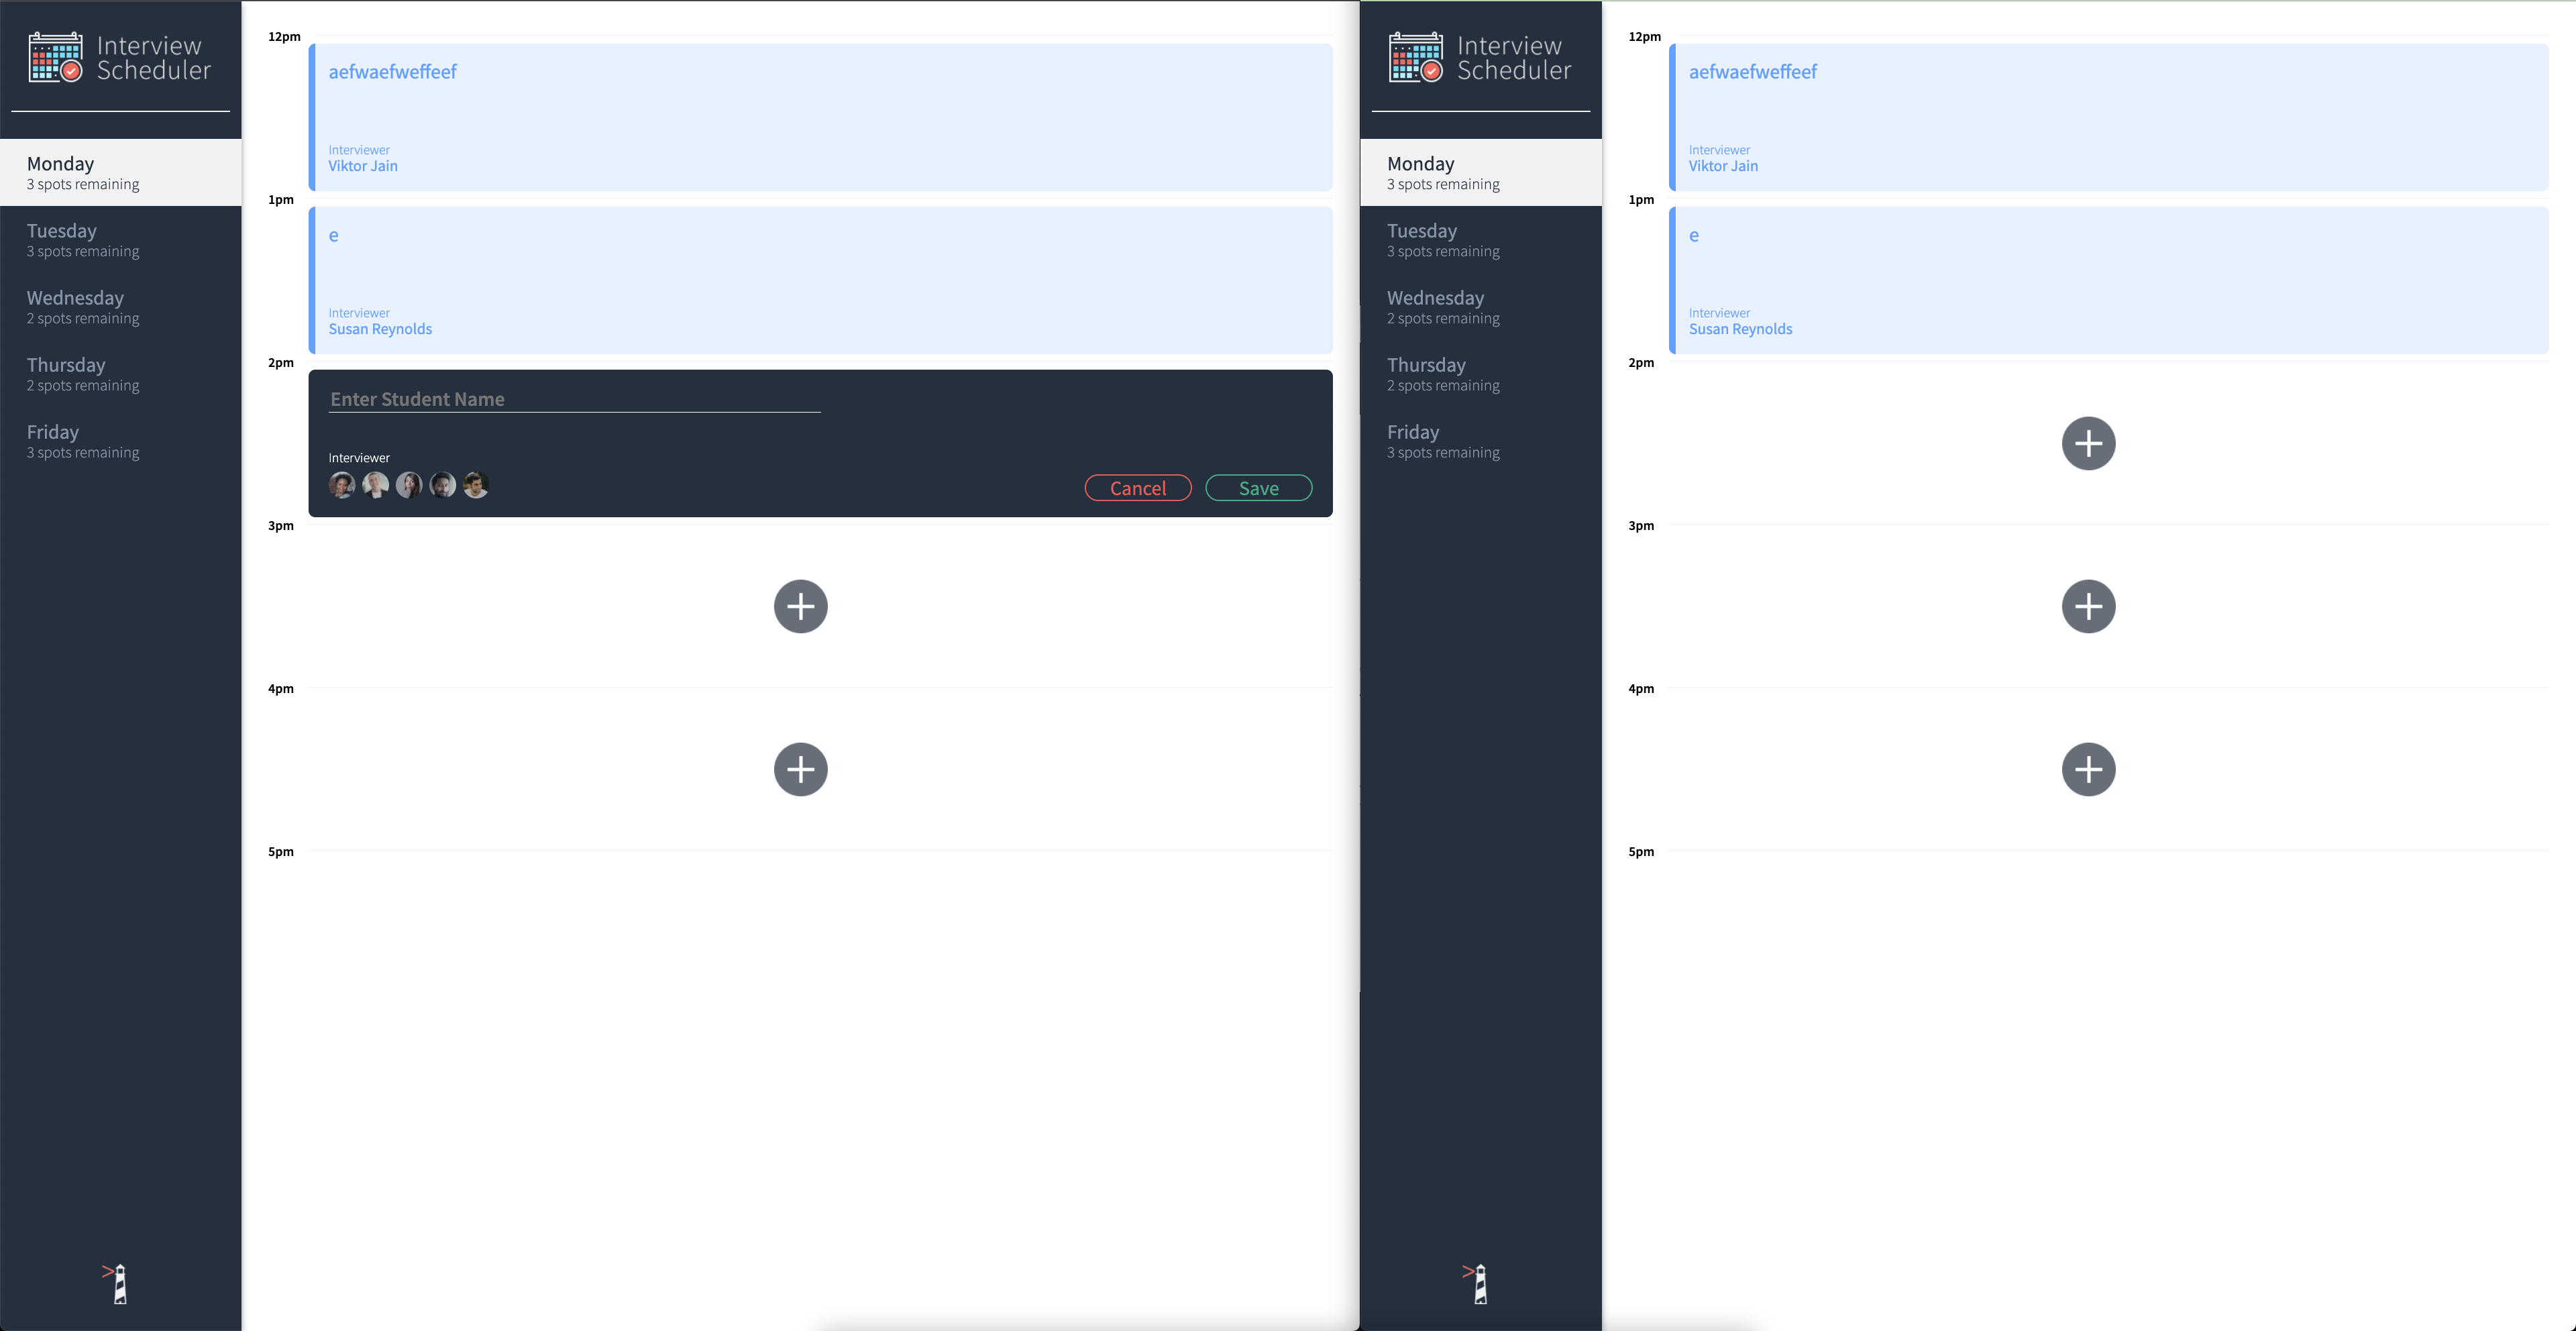 Interview
Scheduler
Monday
3 spots remaining
Tuesday
3 spots remaining
Wednesday
2 spots remaining
Thursday
2 spots remaining
Friday
3 spots remaining
12pm
aefwaefweffeef
Interviewer
Viktor Jain
1pm
e
Interviewer
Susan Reynolds
2pm
Enter Student Name
Interviewer
Cancel Save
3pm
4pm
5pm
Interview
Scheduler
Monday
3 spots remaining
Tuesday
3 spots remaining
Wednesday
2 spots remaining
Thursday
2 spots remaining
Friday
3 spots remaining
12pm
aefwaefweffeef
Interviewer
Viktor Jain
1pm
e
Interviewer
Susan Reynolds
2pm
3pm
4pm
5pm